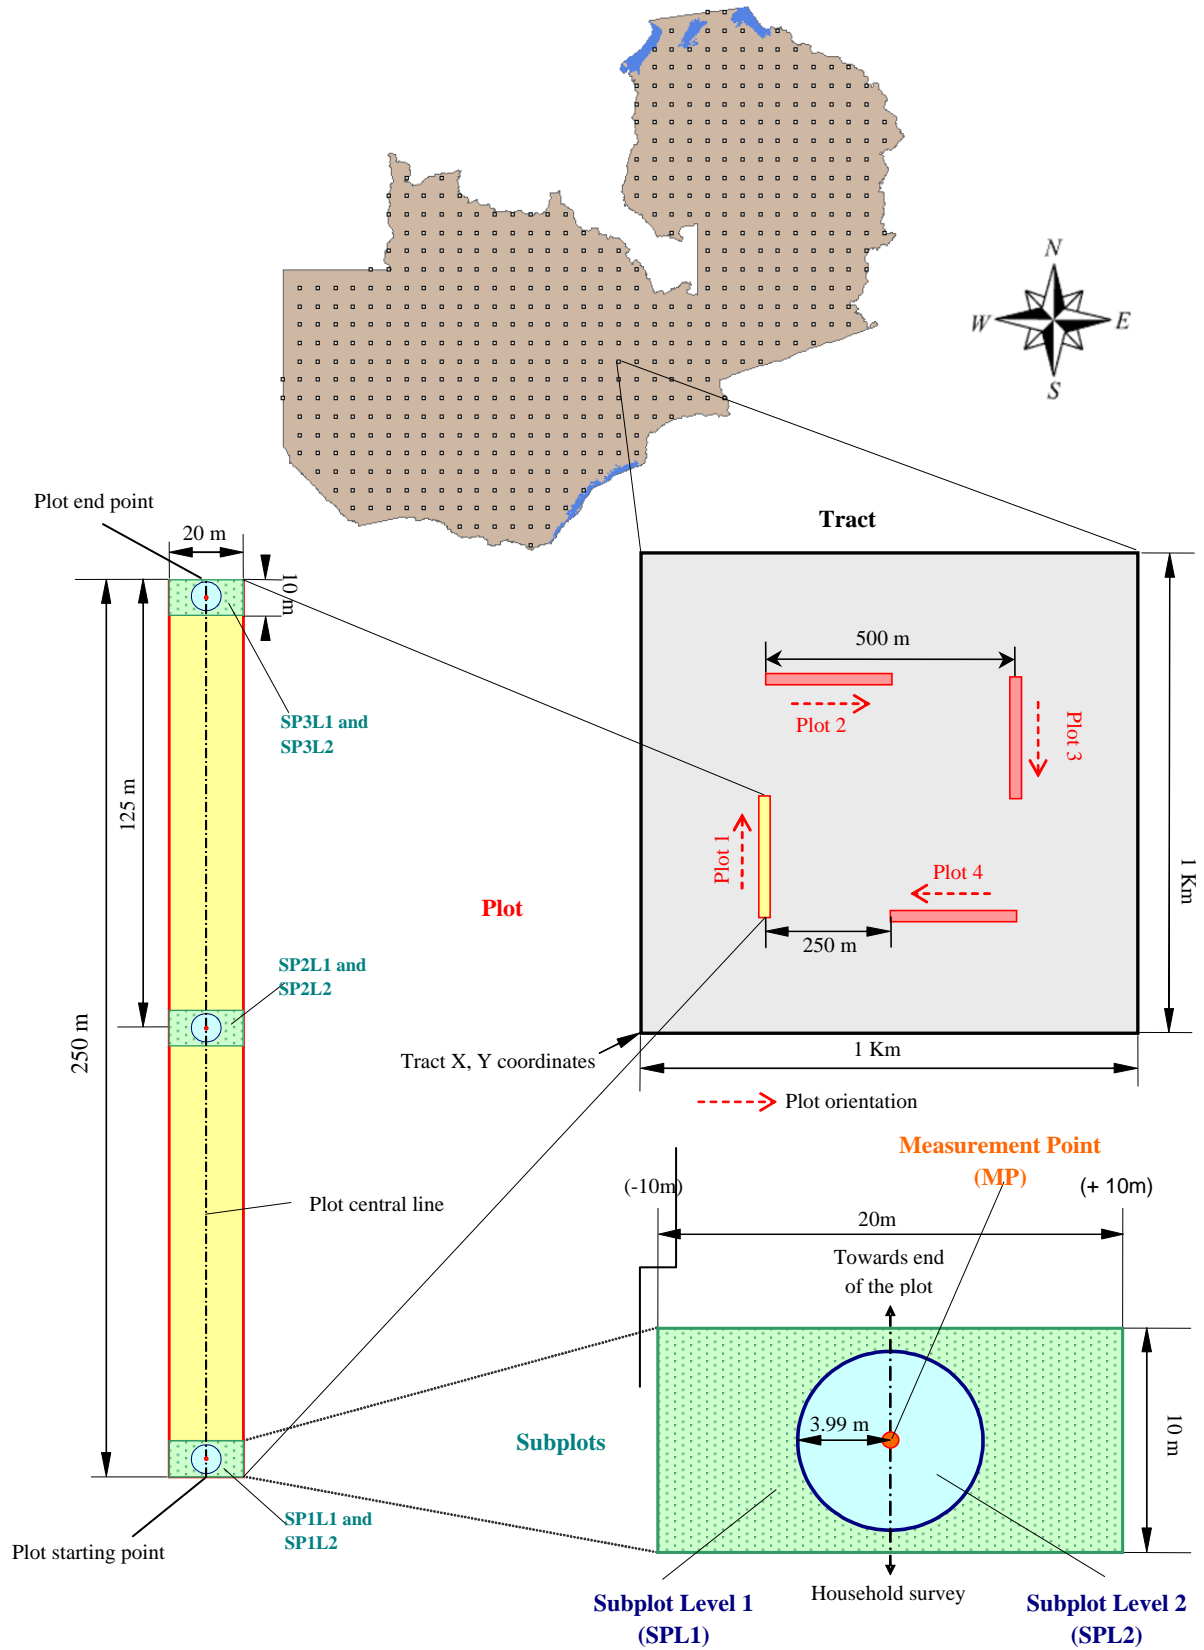 N
W
E
S
Plot end point
20 m
10 m
Tract
500 m
SP3L1 and
SP3L2
Plot 2
Plot 3
125 m
Plot 1
Plot 4
1 Km
Plot
250 m
SP2L1 and
SP2L2
250 m
Tract X, Y coordinates
1 Km
Plot orientation
Measurement Point
(MP)
(-10m)
(+ 10m)
Plot central line
20m
Towards end
of the plot
3.99 m
10 m
Subplots
SP1L1 and
SP1L2
Plot starting point
Household survey
Subplot Level 1
(SPL1)
Subplot Level 2
(SPL2)